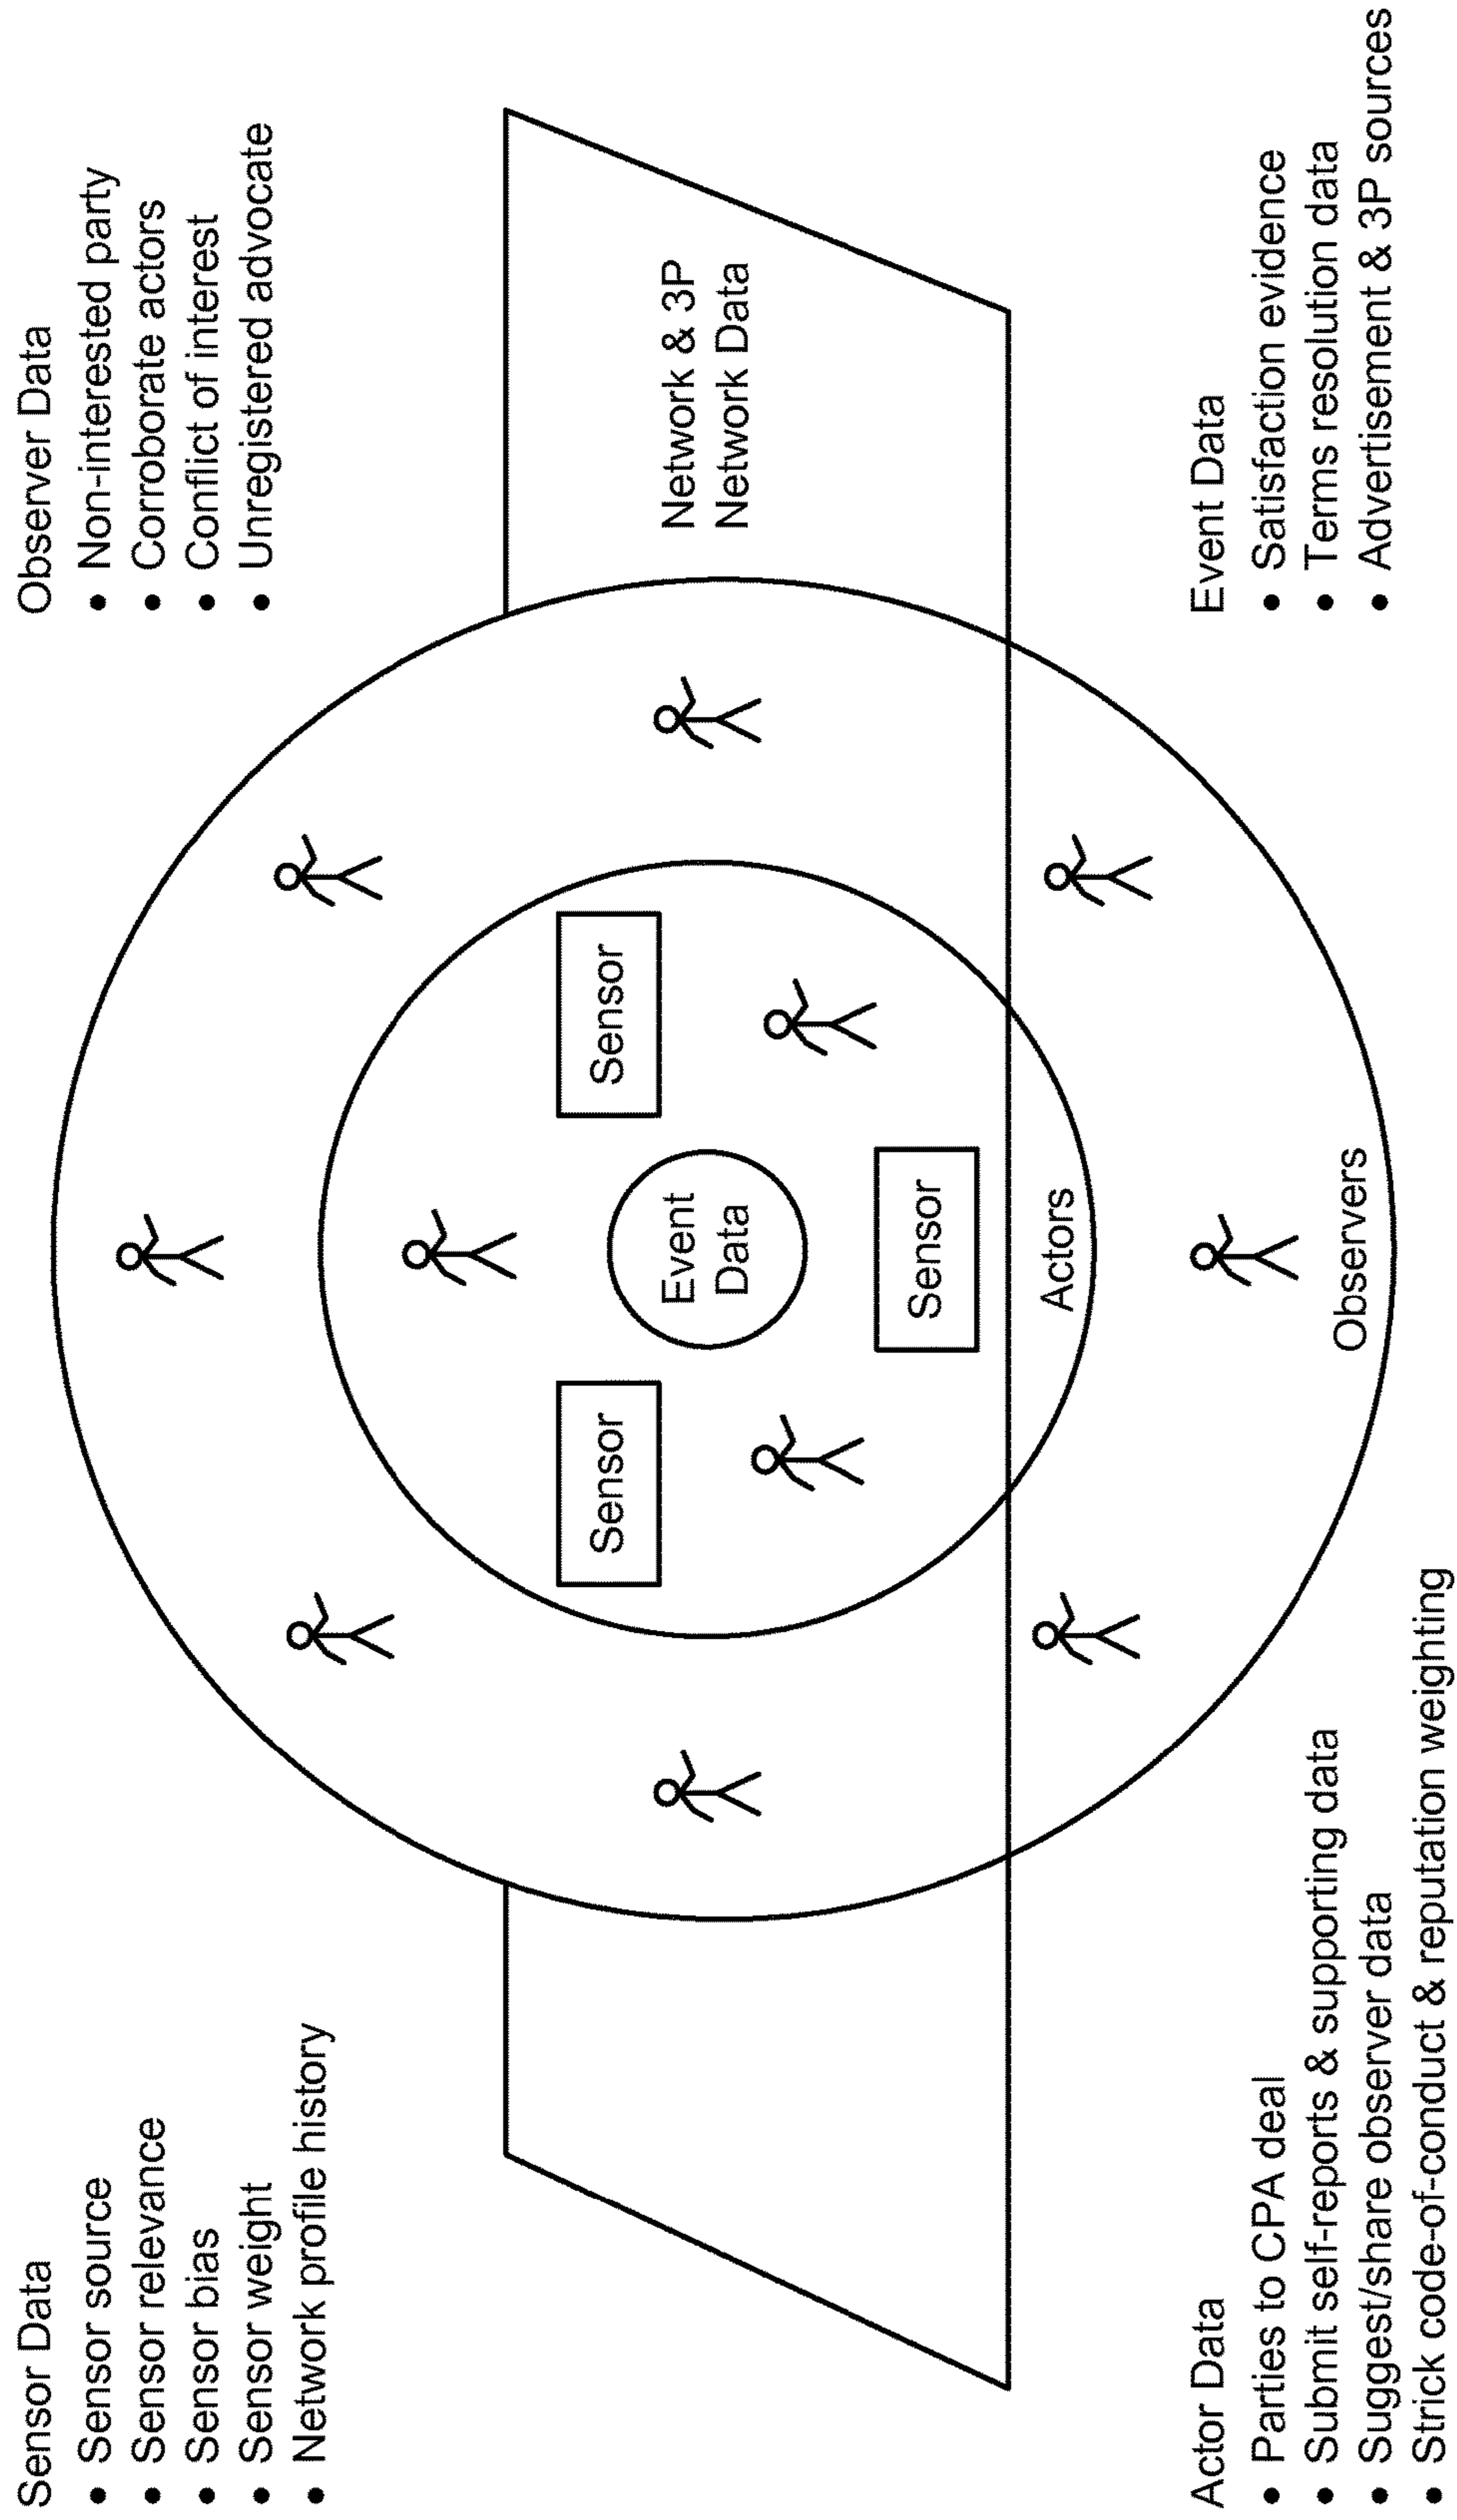 Sensor Data
• Sensor source
• Sensor relevance
• Sensor bias
• Sensor weight
• Network profile history
Observer Data
• Non-interested party
• Corroborate actors
• Conflict of interest
• Unregistered advocate
Sensor
Sensor
Event
Data
Sensor
Actors
Observers
Network & 3P
Network Data
Actor Data
• Parties to CPA deal
• Submit self-reports & supporting data
• Suggest/share observer data
• Strick code-of-conduct & reputation weighting
Event Data
• Satisfaction evidence
• Terms resolution data
• Advertisement & 3P sources